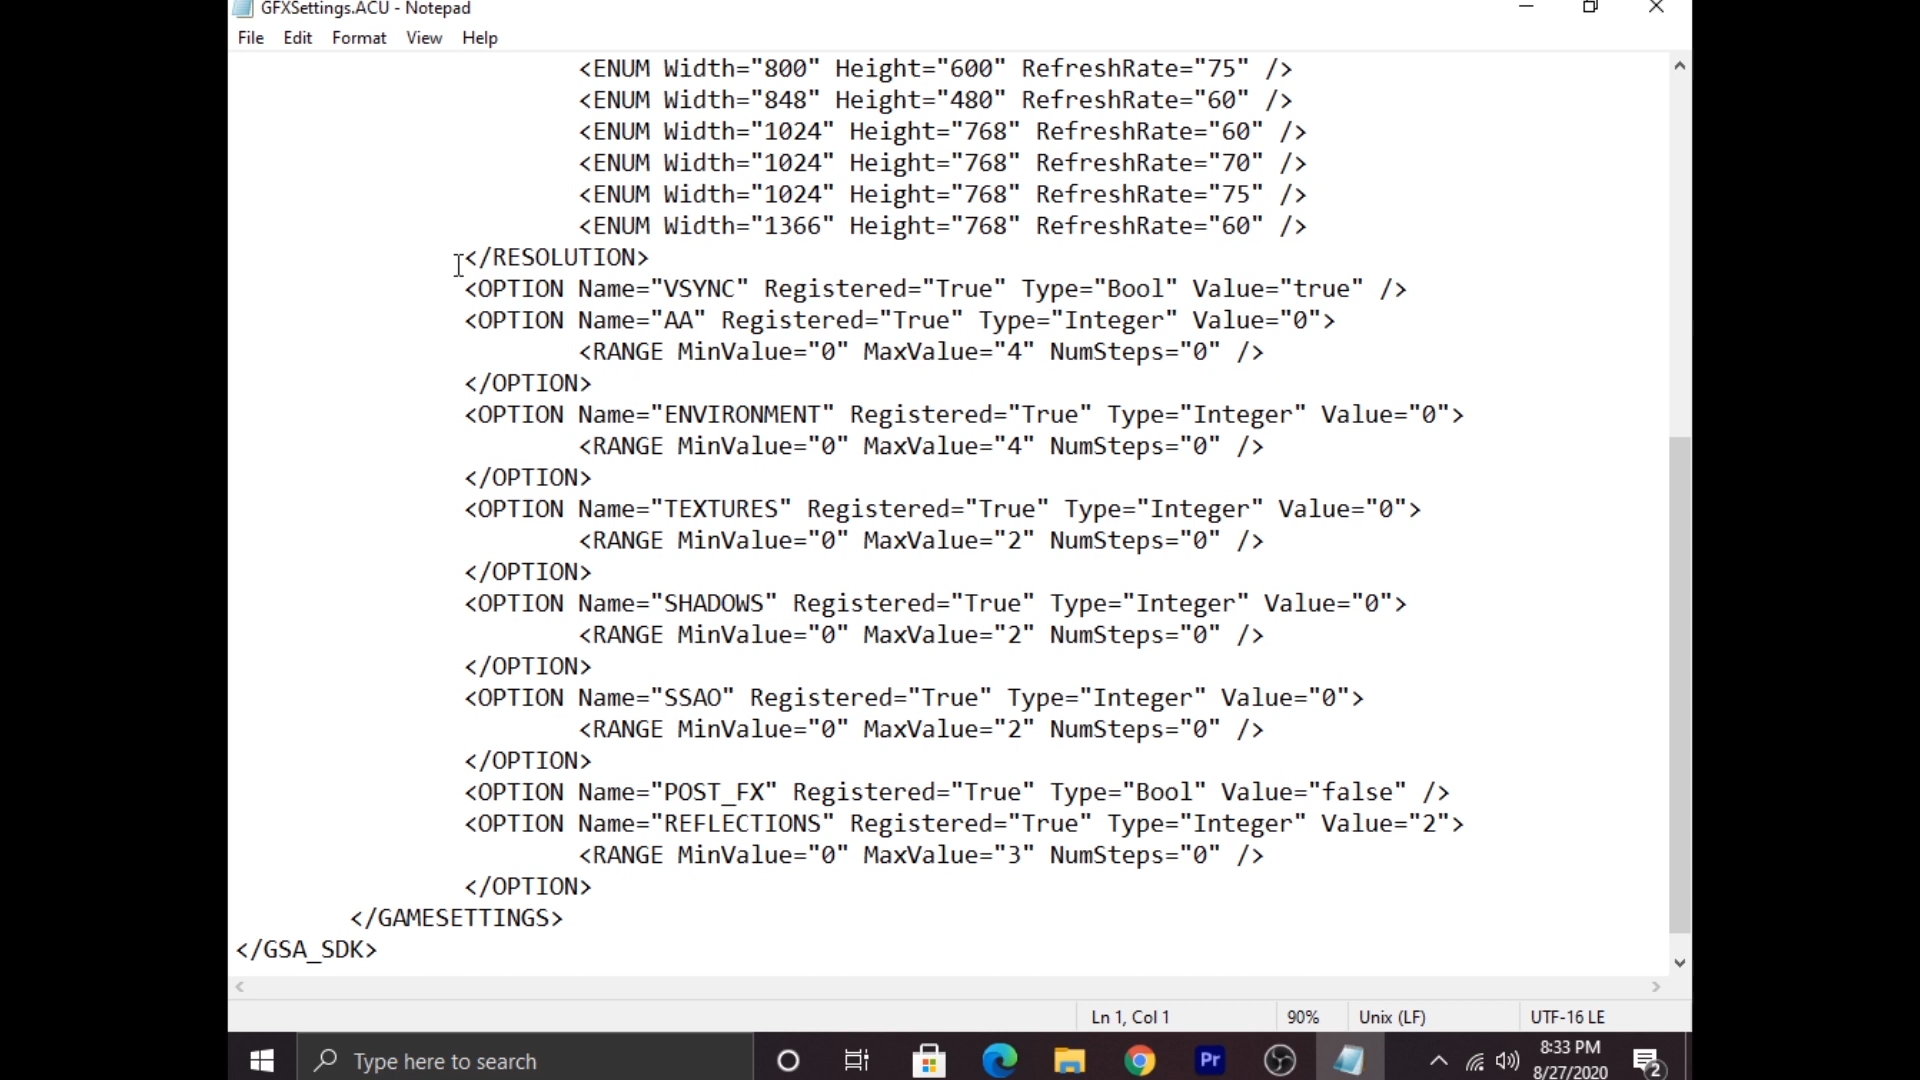 GFXSettings.ACU - Notepad
File Edit Format View Help
<ENUM Width="800" Height="600" RefreshRate="75" />
<ENUM Width="848" Height="480" RefreshRate="60" />
<ENUM Width="1024" Height="768" RefreshRate="60" />
<ENUM Width="1024" Height="768" RefreshRate="70" />
<ENUM Width="1024" Height="768" RefreshRate="75" />
<ENUM Width="1366" Height="768" RefreshRate="60" />
</RESOLUTION>
<OPTION Name="VSYNC" Registered="True" Type="Bool" Value="true" />
<OPTION Name="AA" Registered="True" Type="Integer" Value="0">
<RANGE MinValue="0" MaxValue="4" NumSteps="0" />
</OPTION>
<OPTION Name="ENVIRONMENT" Registered="True" Type="Integer" Value="0">
<RANGE MinValue="0" MaxValue="4" NumSteps="0" />
</OPTION>
<OPTION Name="TEXTURES" Registered="True" Type="Integer" Value="0">
<RANGE MinValue="0" MaxValue="2" NumSteps="0" />
</OPTION>
<OPTION Name="SHADOWS" Registered="True" Type="Integer" Value="0">
<RANGE MinValue="0" MaxValue="2" NumSteps="0" />
</OPTION>
<OPTION Name="SSAO" Registered="True" Type="Integer" Value="0">
<RANGE MinValue="0" MaxValue="2" NumSteps="0" />
</OPTION>
<OPTION Name="POST_FX" Registered="True" Type="Bool" Value="false" />
<OPTION Name="REFLECTIONS" Registered="True" Type="Integer" Value="2">
<RANGE MinValue="0" MaxValue="3" NumSteps="0" />
</OPTION>
</GAMESETTINGS>
</GSA_SDK>
Ln 1, Col 1 90% Unix (LF) UTF-16 LE
Type here to search Pr 8:33 PM
8/27/2020 2